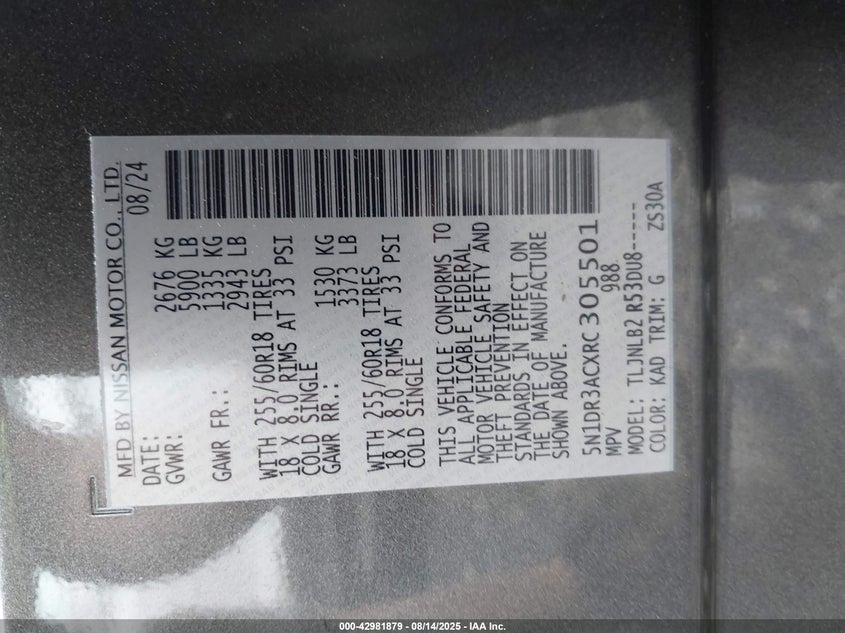 MFD BY NISSAN MOTOR CO., LTD.
DATE: 08/24
GVWR: 2676 KG
5900 LB
GAWR FR.: 1335 KG
2943 LB
WITH 255/60R18 TIRES
18 X 8.0 RIMS AT 33 PSI
COLD SINGLE
GAWR RR.: 1530 KG
3373 LB
WITH 255/60R18 TIRES
18 X 8.0 RIMS AT 33 PSI
COLD SINGLE
THIS VEHICLE CONFORMS TO
ALL APPLICABLE FEDERAL
MOTOR VEHICLE SAFETY AND
THEFT PREVENTION
STANDARDS IN EFFECT ON
THE DATE OF MANUFACTURE
SHOWN ABOVE.
5N1DR3ACXRC305501
MPV 988
MODEL: TLJNLB2 R53DU8-----
COLOR: KAD TRIM: G ZS30A
000-42981879 - 08/14/2025 - IAA Inc.